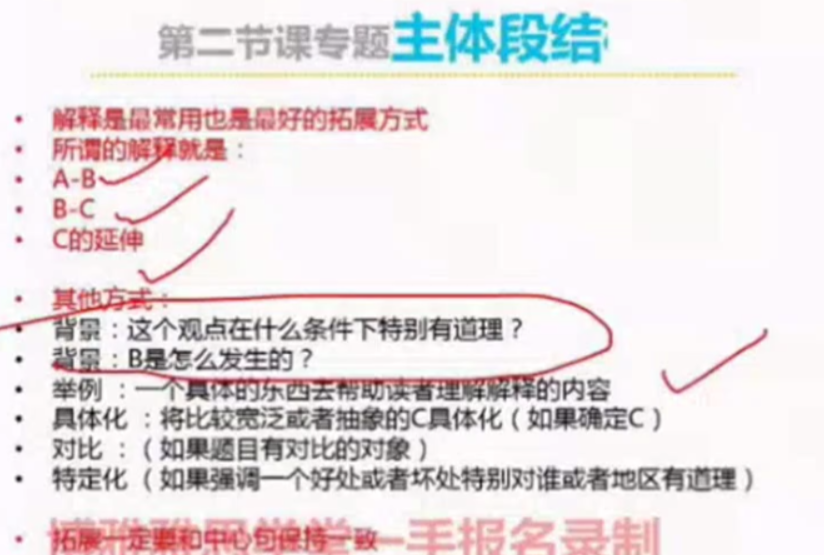 第二节课专题主体段结
解释是最常用也是最好的拓展方式
所谓的解释就是：
A-B
B-C
C的延伸
其他方式：
背景：这个观点在什么条件下特别有道理？
背景：B是怎么发生的？
举例 ：一个具体的东西去帮助读者理解解释的内容
具体化 ：将比较宽泛或者抽象的C具体化（如果确定C）
对比 ：（如果题目有对比的对象）
特定化 （如果强调一个好处或者坏处特别对谁或者地区有道理）
拓展一定要和中心句保持一致
一手报名录制